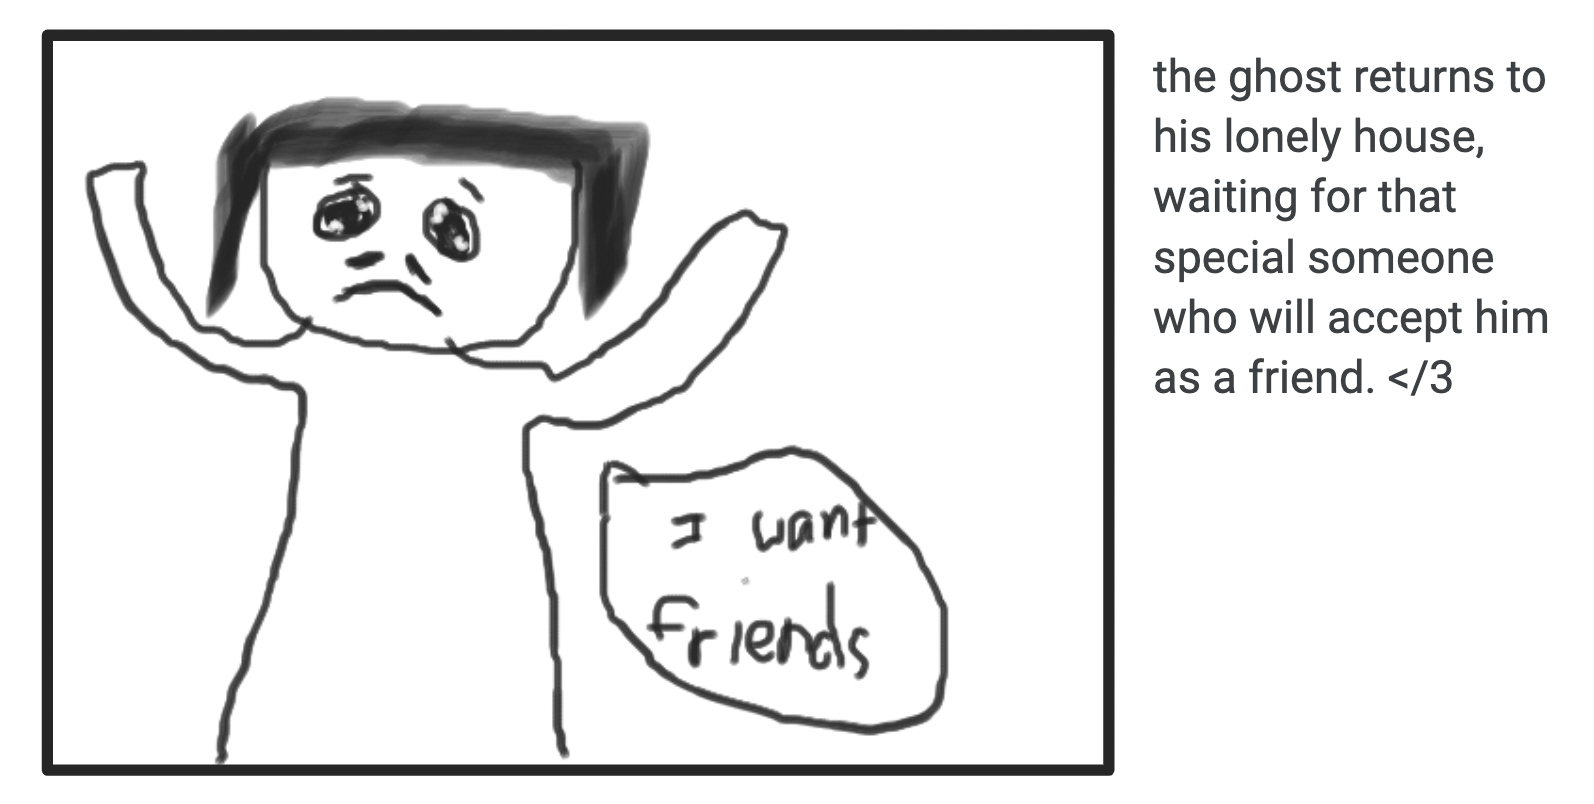 the ghost returns to
his lonely house,
waiting for that
special someone
who will accept him
as a friend. </3
I want
friends